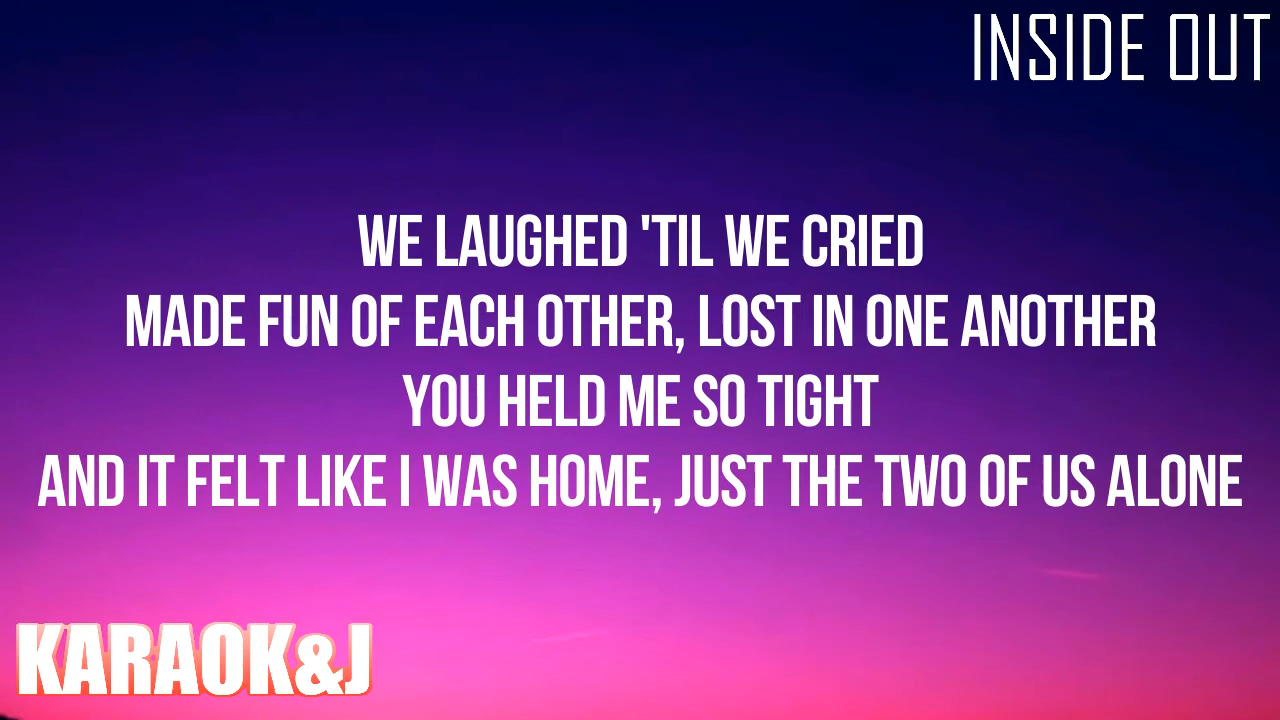 INSIDE OUT
WE LAUGHED 'TIL WE CRIED
MADE FUN OF EACH OTHER, LOST IN ONE ANOTHER
YOU HELD ME SO TIGHT
AND IT FELT LIKE I WAS HOME, JUST THE TWO OF US ALONE
KARAOK&J